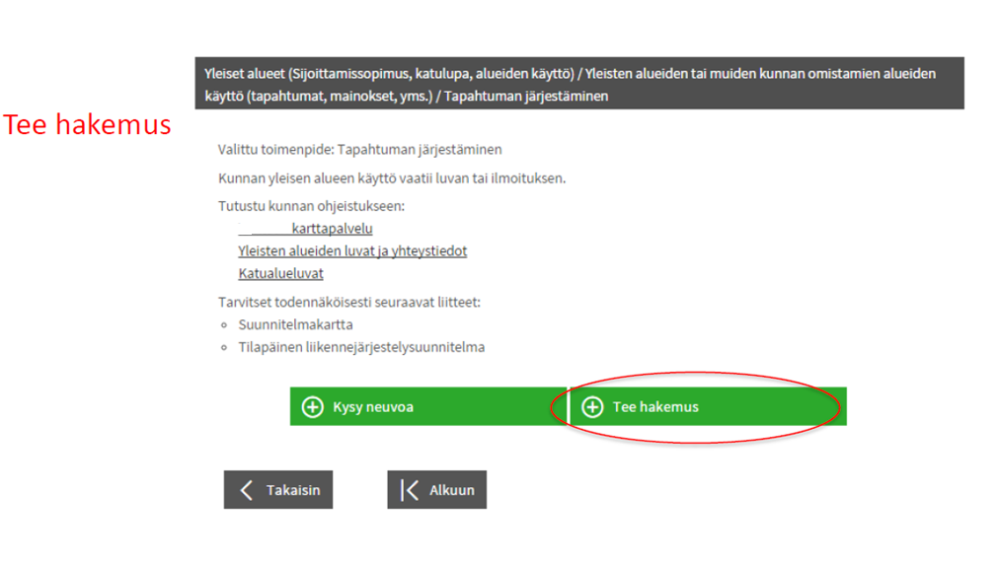 Yleiset alueet (Sijoittamissopimus, katulupa, alueiden käyttö) / Yleisten alueiden tai muiden kunnan omistamien alueiden
käyttö (tapahtumat, mainokset, yms.) / Tapahtuman järjestäminen
Tee hakemus
Valittu toimenpide: Tapahtuman järjestäminen
Kunnan yleisen alueen käyttö vaatii luvan tai ilmoituksen.
Tutustu kunnan ohjeistukseen:
karttapalvelu
Yleisten alueiden luvat ja yhteystiedot
Katualueluvat
Tarvitset todennäköisesti seuraavat liitteet:
Suunnitelmakartta
Tilapäinen liikennejärjestelysuunnitelma
Kysy neuvoa
Tee hakemus
Takaisin
Alkuun